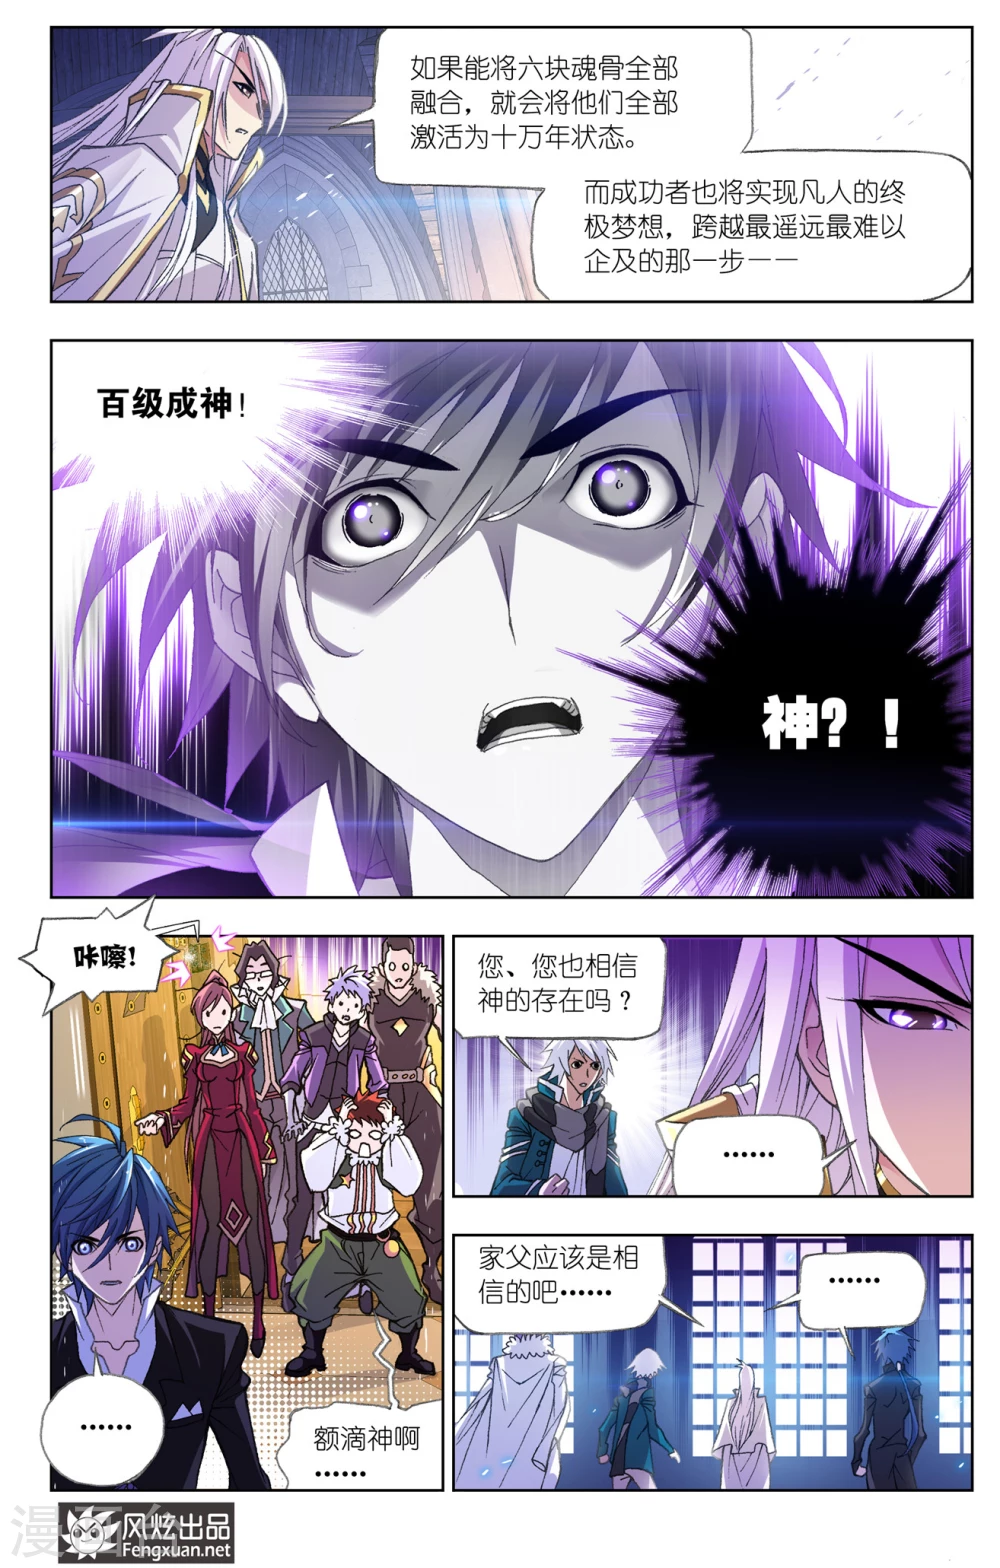 如果能将六块魂骨全部
融合，就会将他们全部
激活为十万年状态。
而成功者也将实现凡人的终
极梦想，跨越最遥远最难以
企及的那一步——
百级成神！
神？！
咔嚓！
……
额滴神啊
……
您、您也相信
神的存在吗？
……
家父应该是相
信的吧……
……
漫画台
风炫出品
Fengxuan.net